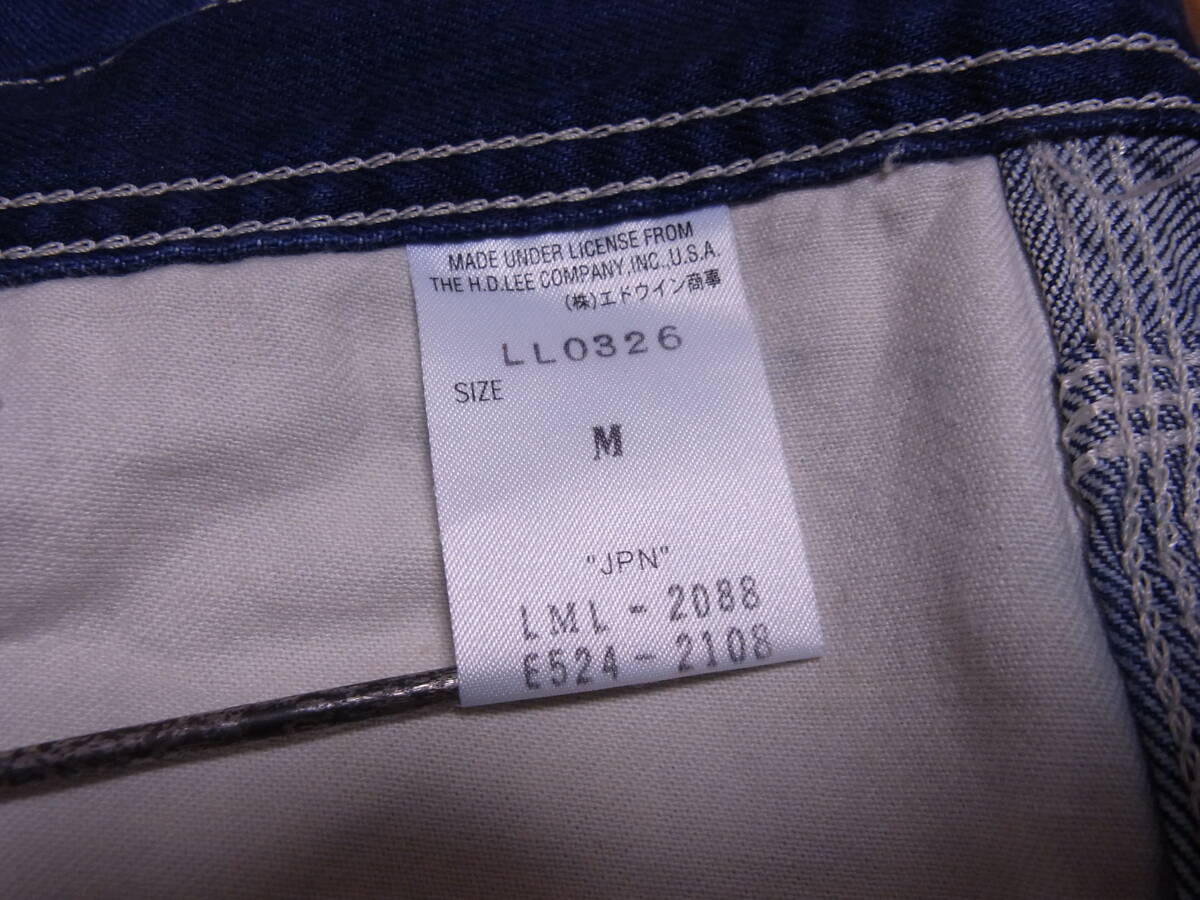 MADE UNDER LICENSE FROM
THE H.D.LEE COMPANY,INC.,U.S.A.
(株)エドウイン商事
LL0326
SIZE
M
"JPN"
LML-2088
E524-2108